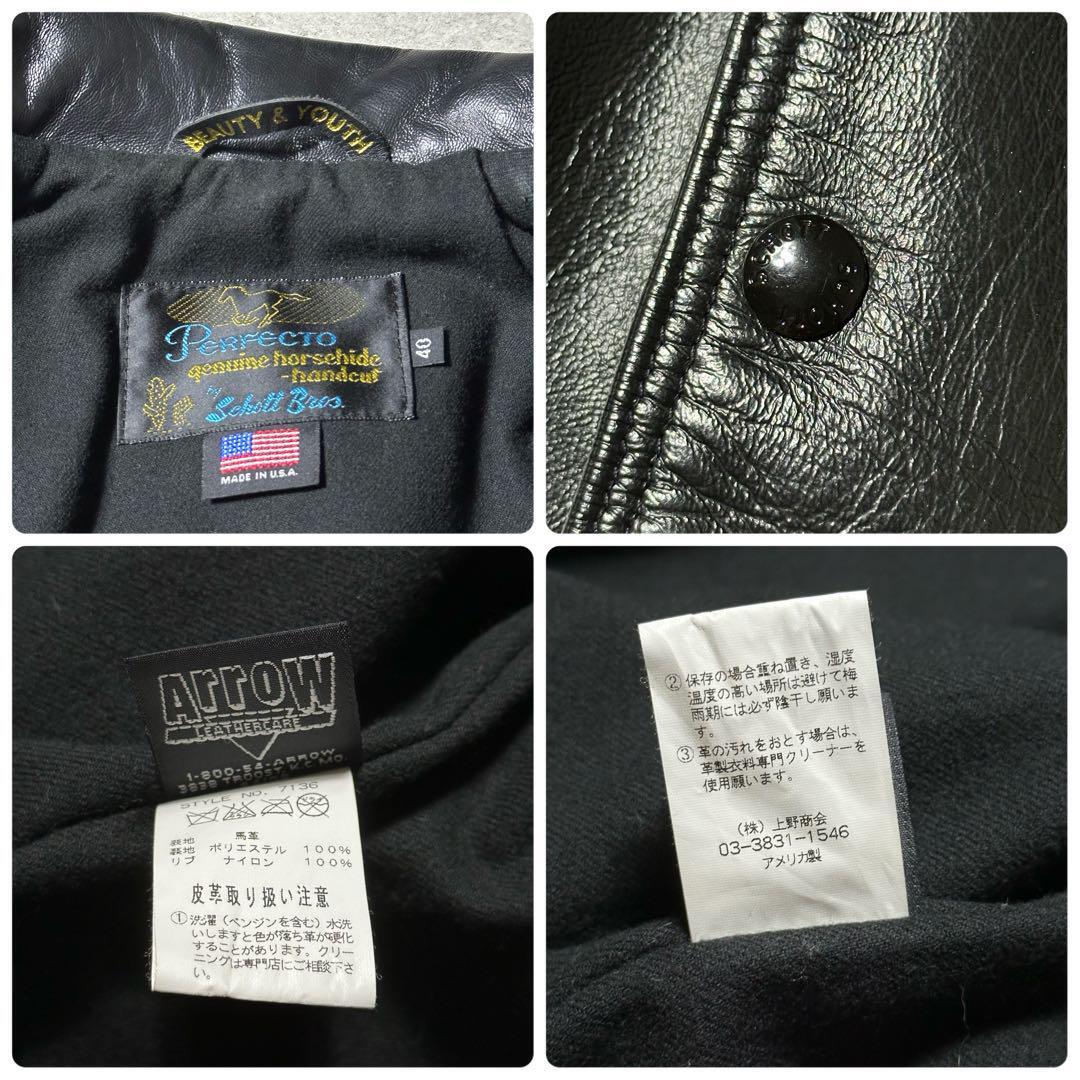 BEAUTY & YOUTH
PERFECTO
genuine horsehide
-handcut
by Schott Bros.
40
MADE IN U.S.A.
SCHOTT
Arrow
LEATHERCARE
1-800-54-ARROW
3838 TROOST, K.C. MO.
STYLE NO. 7136
表地 馬革
裏地 ポリエステル 100%
リブ ナイロン 100%
皮革取り扱い注意
①洗濯(ベンジンを含む)水洗
いしますと色が落ち革が硬化
することがあります。クリー
ニングは専門店にご相談下さ
い。
②保存の場合重ね置き、湿度
温度の高い場所は避けて梅
雨期には必ず陰干し願いま
す。
③革の汚れをおとす場合は、
革製衣料専門クリーナーを
使用願います。
(株)上野商会
03-3831-1546
アメリカ製